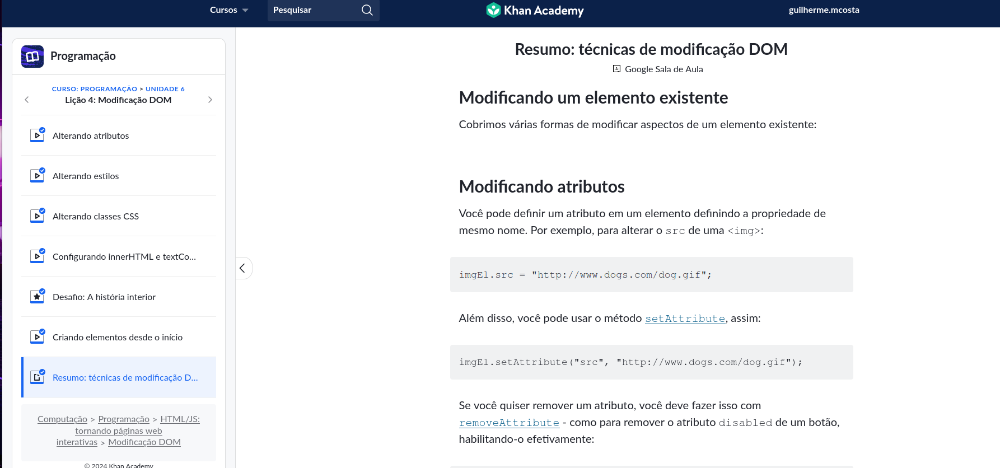 Cursos
Pesquisar
Khan Academy
guilherme.mcosta
Programação
CURSO: PROGRAMAÇÃO > UNIDADE 6
Lição 4: Modificação DOM
Alterando atributos
Alterando estilos
Alterando classes CSS
Configurando innerHTML e textCo...
Desafio: A história interior
Criando elementos desde o início
Resumo: técnicas de modificação D...
Computação > Programação > HTML/JS:
tornando páginas web
interativas > Modificação DOM
© 2024 Khan Academy
Resumo: técnicas de modificação DOM
Google Sala de Aula
Modificando um elemento existente
Cobrimos várias formas de modificar aspectos de um elemento existente:
Modificando atributos
Você pode definir um atributo em um elemento definindo a propriedade de
mesmo nome. Por exemplo, para alterar o src de uma <img>:
imgEl.src = "http://www.dogs.com/dog.gif";
Além disso, você pode usar o método setAttribute, assim:
imgEl.setAttribute("src", "http://www.dogs.com/dog.gif");
Se você quiser remover um atributo, você deve fazer isso com
removeAttribute - como para remover o atributo disabled de um botão,
habilitando-o efetivamente: